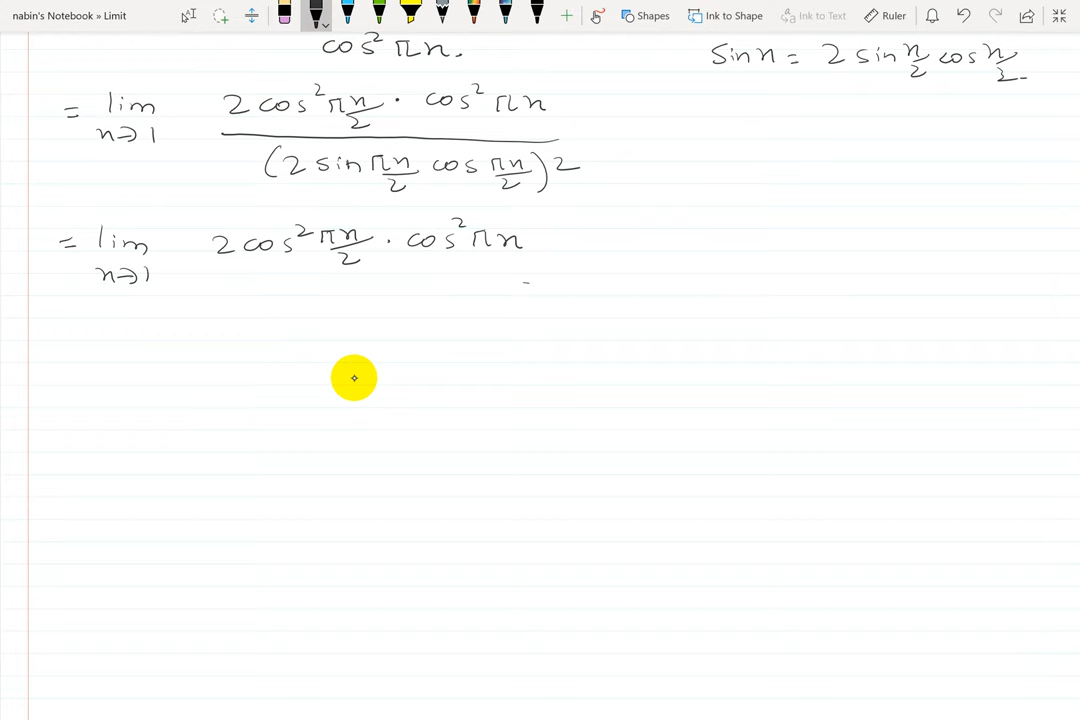 nabin's Notebook » Limit
Shapes
Ink to Shape
Ink to Text
Ruler
cos² πx.
sin x = 2 sin x/2 cos x/2
= lim x→1 2 cos² πx/2 · cos² πx / (2 sin πx/2 cos πx/2)2
= lim x→1 2 cos² πx/2 · cos² πx